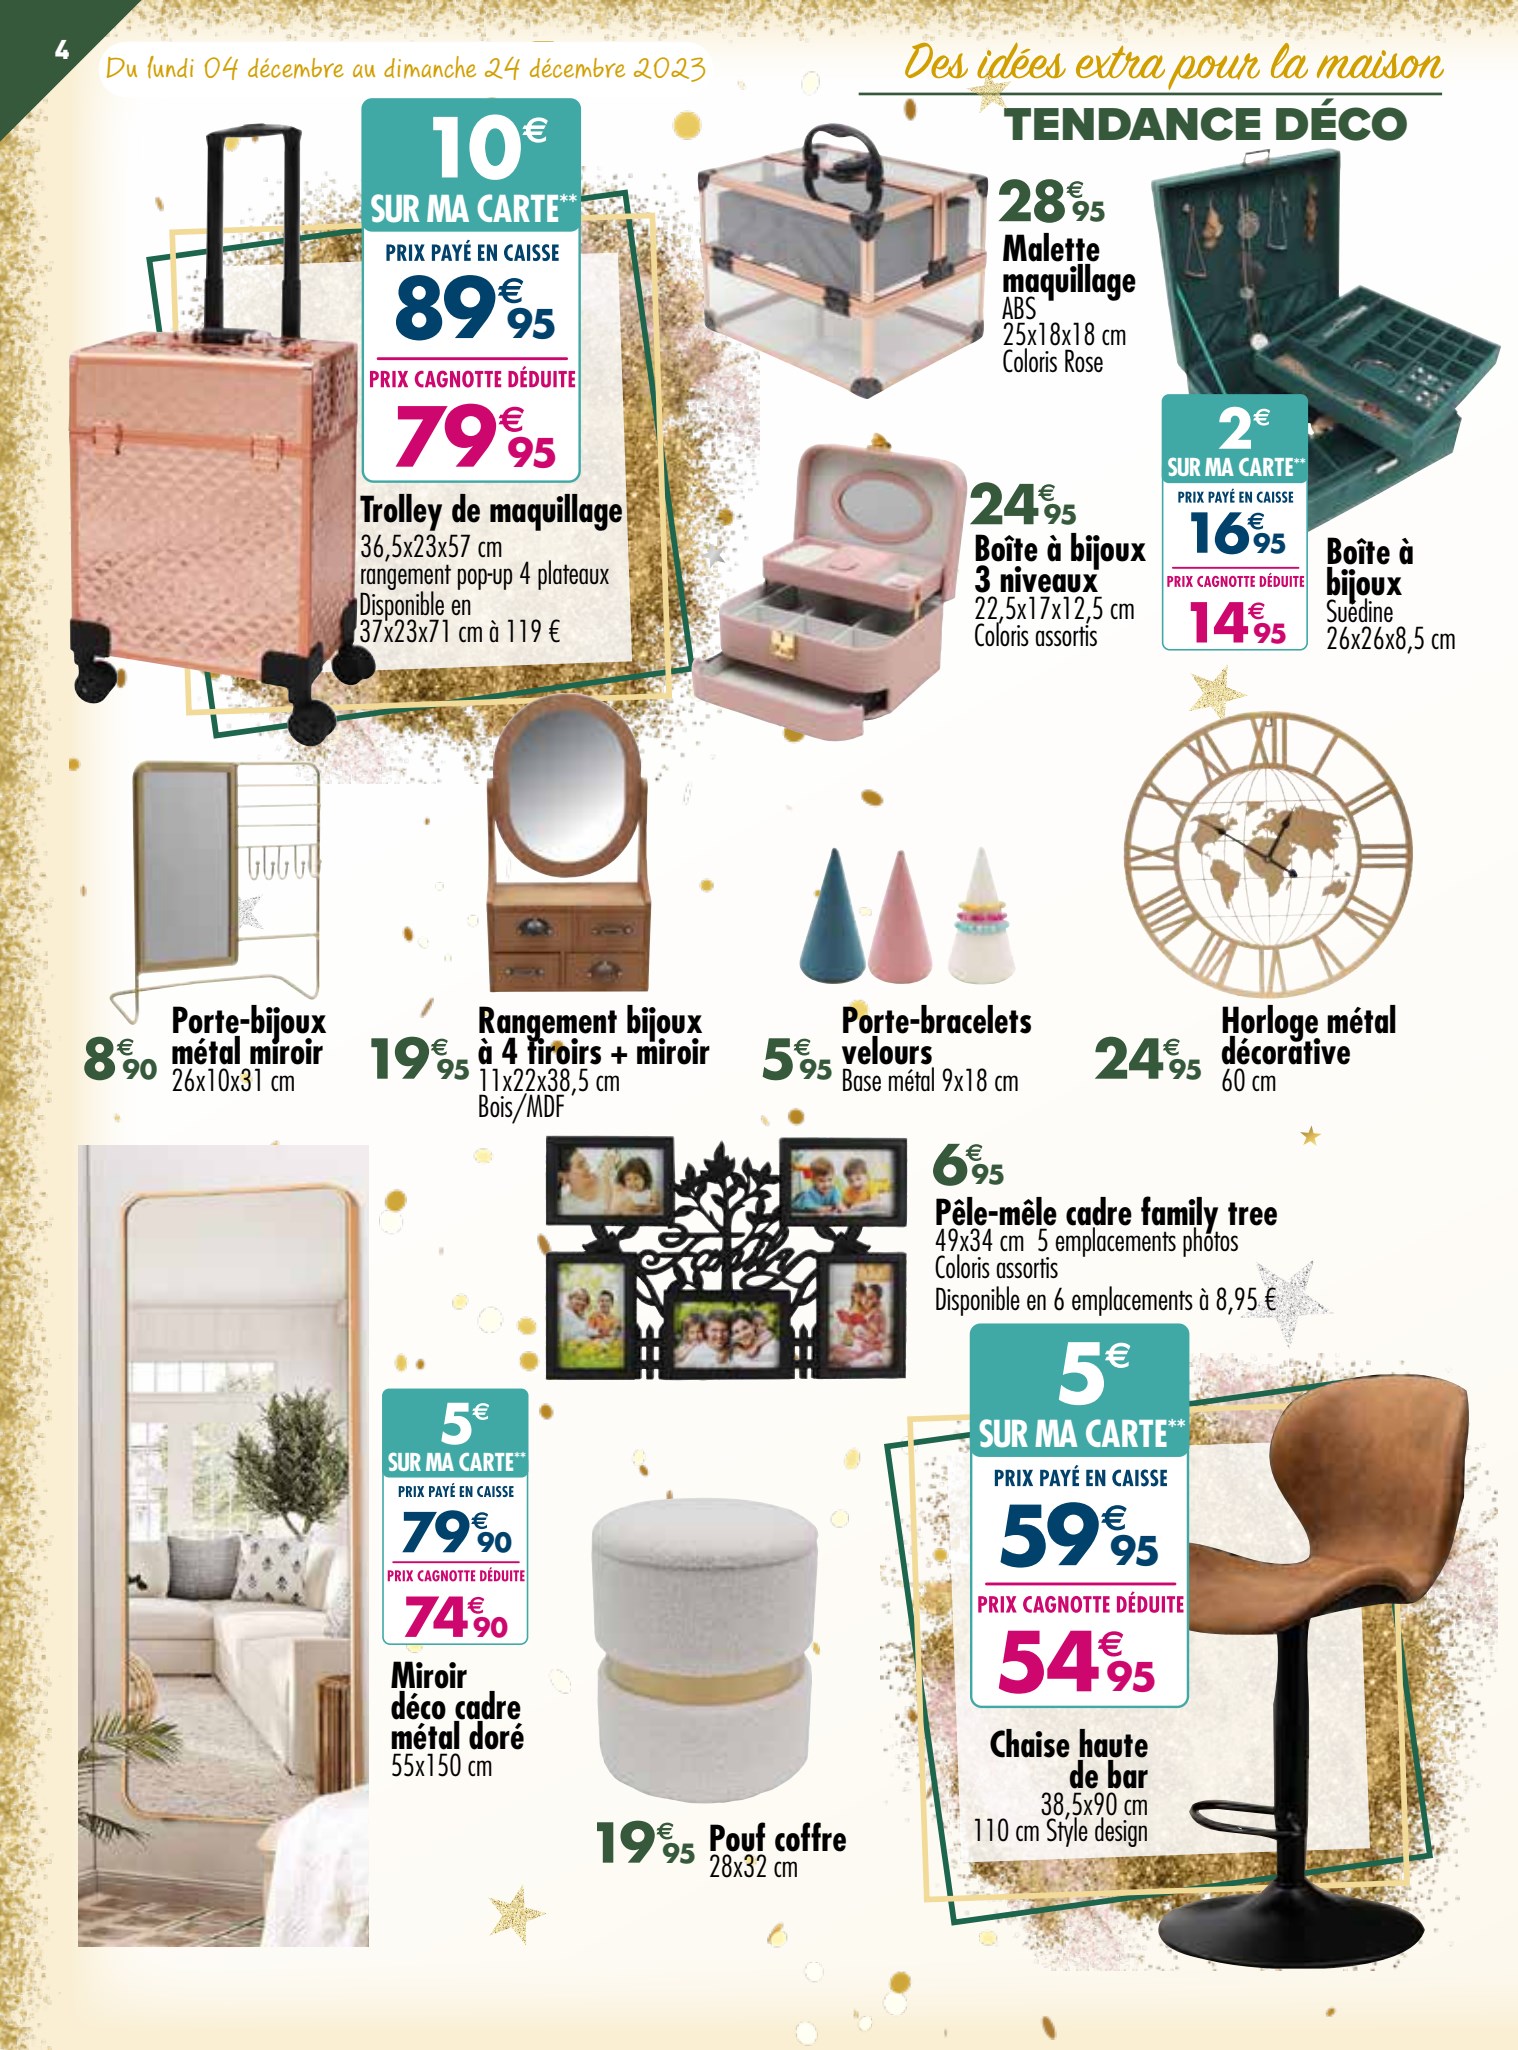 4
Du lundi 04 décembre au dimanche 24 décembre 2023
Des idées extra pour la maison
TENDANCE DÉCO
10€
SUR MA CARTE**
PRIX PAYÉ EN CAISSE
89€95
PRIX CAGNOTTE DÉDUITE
79€95
Trolley de maquillage
36,5x23x57 cm
rangement pop-up 4 plateaux
Disponible en
37x23x71 cm à 119 €
28€95
Malette
maquillage
ABS
25x18x18 cm
Coloris Rose
24€95
Boîte à bijoux
3 niveaux
22,5x17x12,5 cm
Coloris assortis
2€
SUR MA CARTE**
PRIX PAYÉ EN CAISSE
16€95
PRIX CAGNOTTE DÉDUITE
14€95
Boîte à
bijoux
Suédine
26x26x8,5 cm
8€90
Porte-bijoux
métal miroir
26x10x31 cm
19€95
Rangement bijoux
à 4 tiroirs + miroir
11x22x38,5 cm
Bois/MDF
5€95
Porte-bracelets
velours
Base métal 9x18 cm
24€95
Horloge métal
décorative
60 cm
Family
6€95
Pêle-mêle cadre family tree
49x34 cm 5 emplacements photos
Coloris assortis
Disponible en 6 emplacements à 8,95 €
5€
SUR MA CARTE**
PRIX PAYÉ EN CAISSE
79€90
PRIX CAGNOTTE DÉDUITE
74€90
Miroir
déco cadre
métal doré
55x150 cm
19€95
Pouf coffre
28x32 cm
5€
SUR MA CARTE**
PRIX PAYÉ EN CAISSE
59€95
PRIX CAGNOTTE DÉDUITE
54€95
Chaise haute
de bar
38,5x90 cm
110 cm Style design